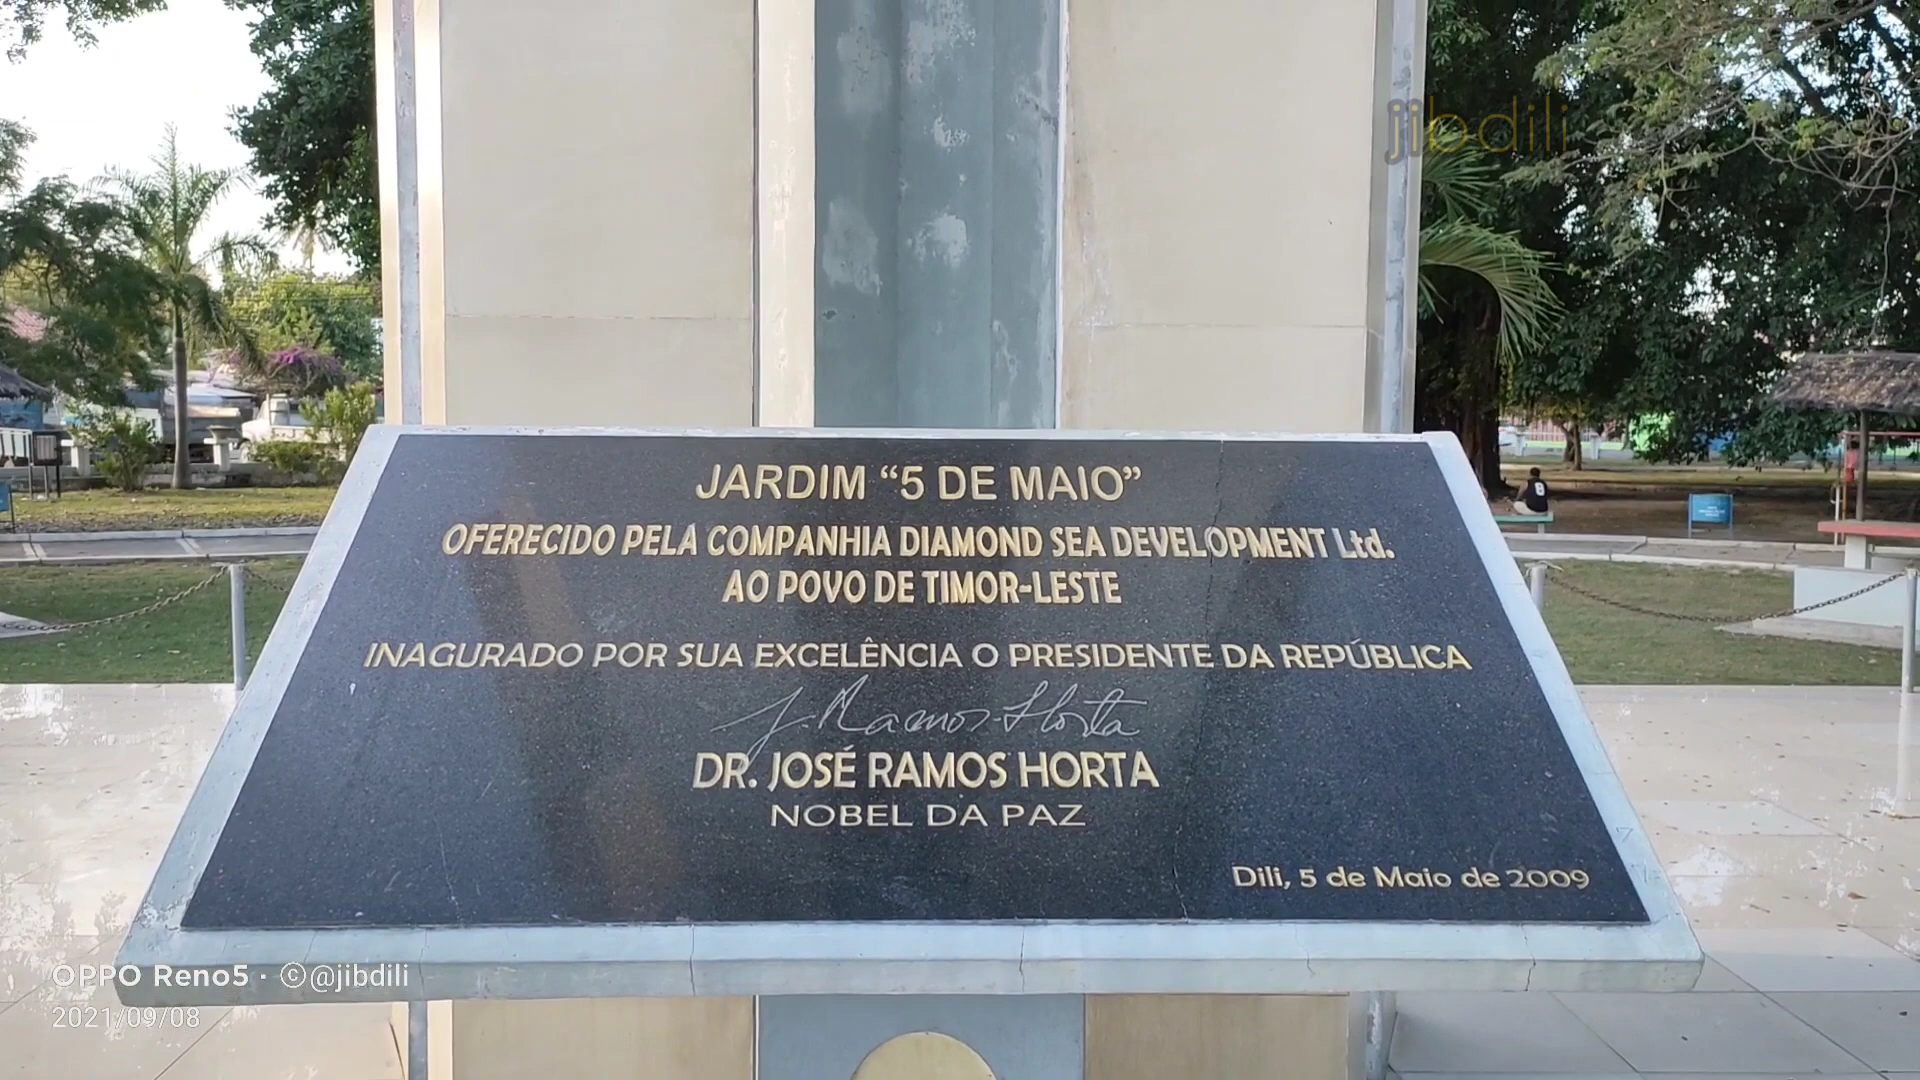 jibdili
JARDIM “5 DE MAIO”
OFERECIDO PELA COMPANHIA DIAMOND SEA DEVELOPMENT Ltd.
AO POVO DE TIMOR-LESTE
INAGURADO POR SUA EXCELÊNCIA O PRESIDENTE DA REPÚBLICA
J. Ramos-Horta
DR. JOSÉ RAMOS HORTA
NOBEL DA PAZ
Dili, 5 de Maio de 2009
OPPO Reno5 · ©@jibdili
2021/09/08